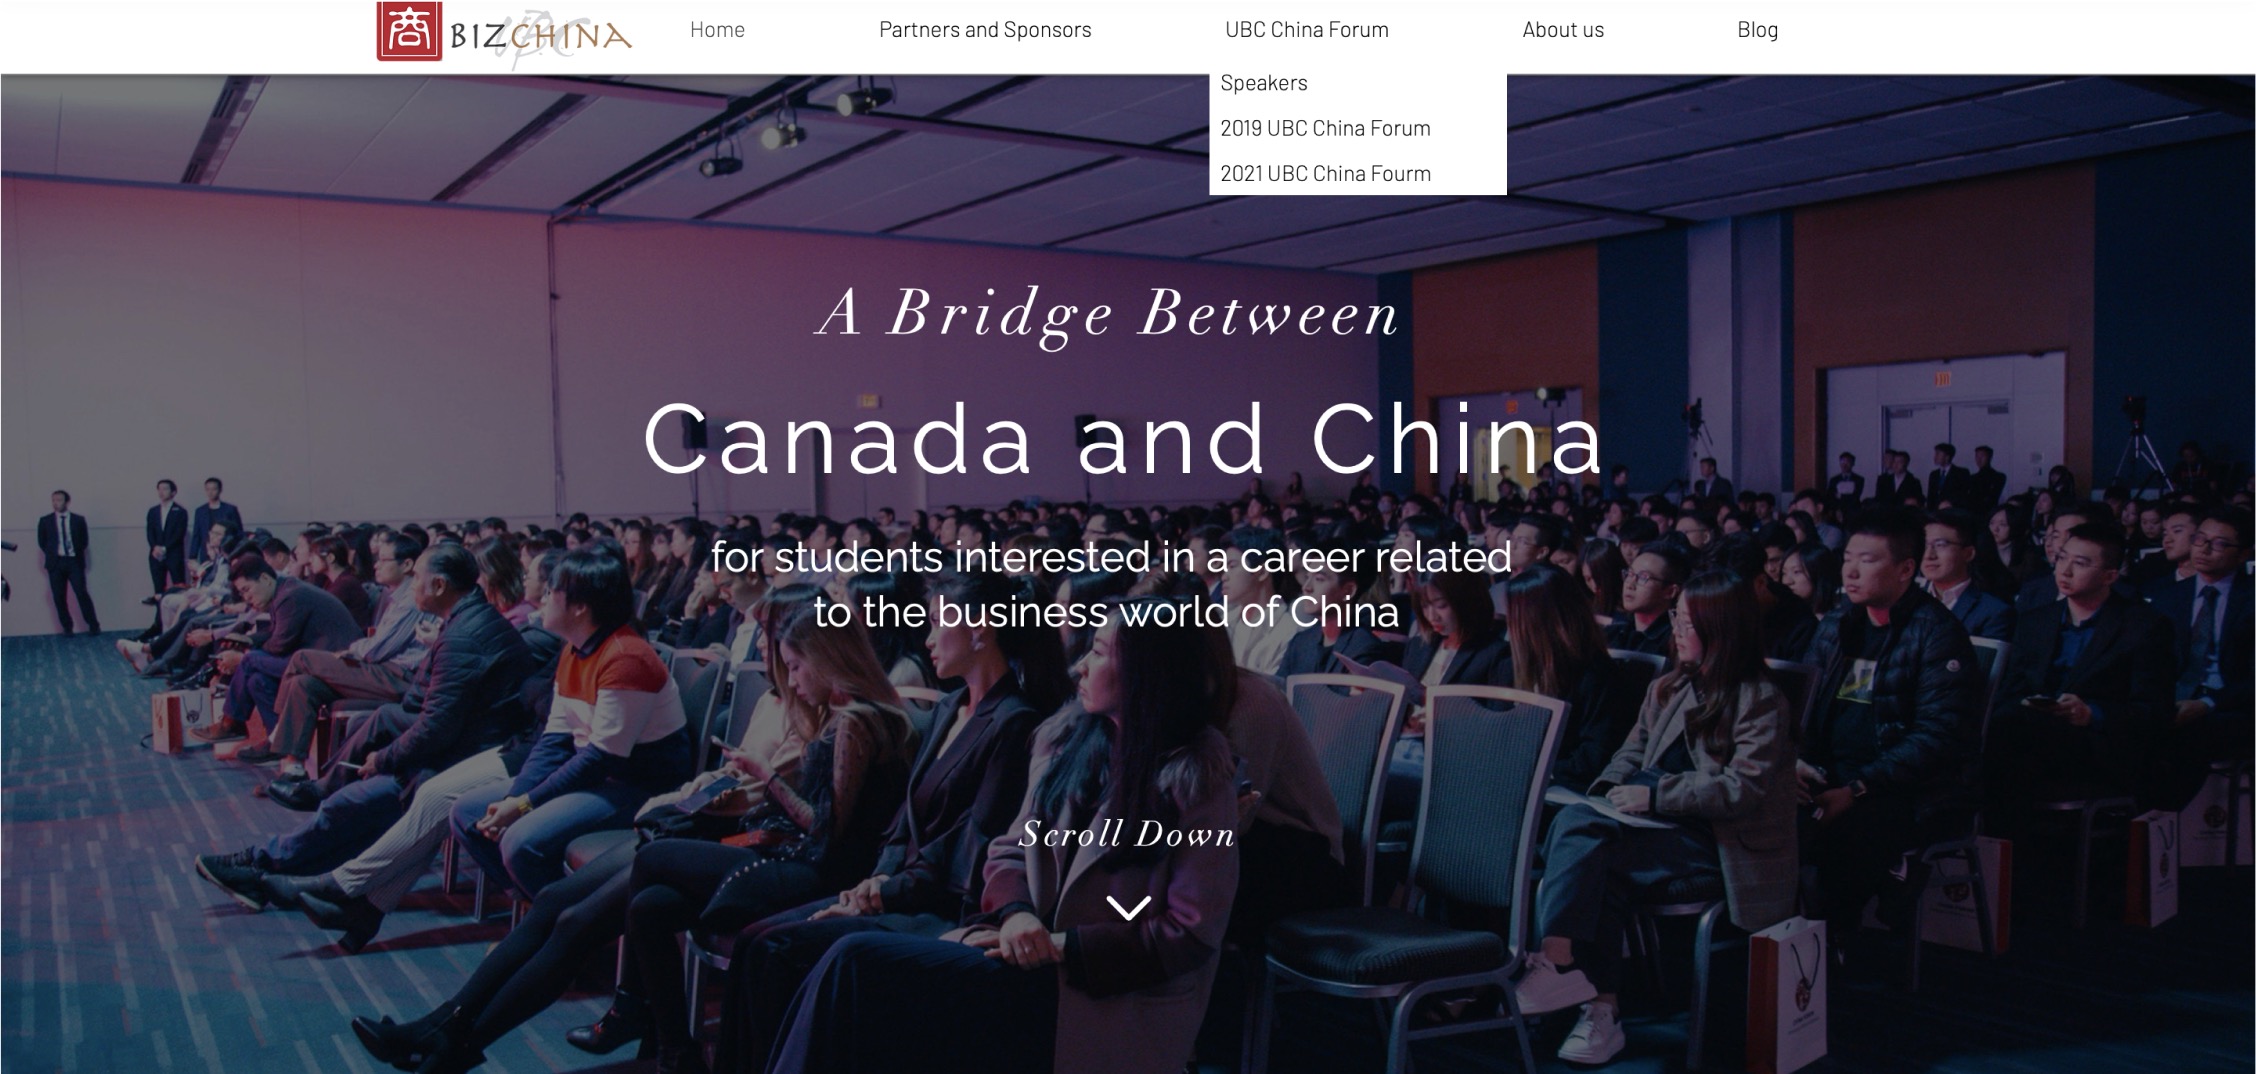 商 BIZCHINA UBC
Home
Partners and Sponsors
UBC China Forum
About us
Blog
Speakers
2019 UBC China Forum
2021 UBC China Fourm
A Bridge Between
Canada and China
for students interested in a career related
to the business world of China
Scroll Down